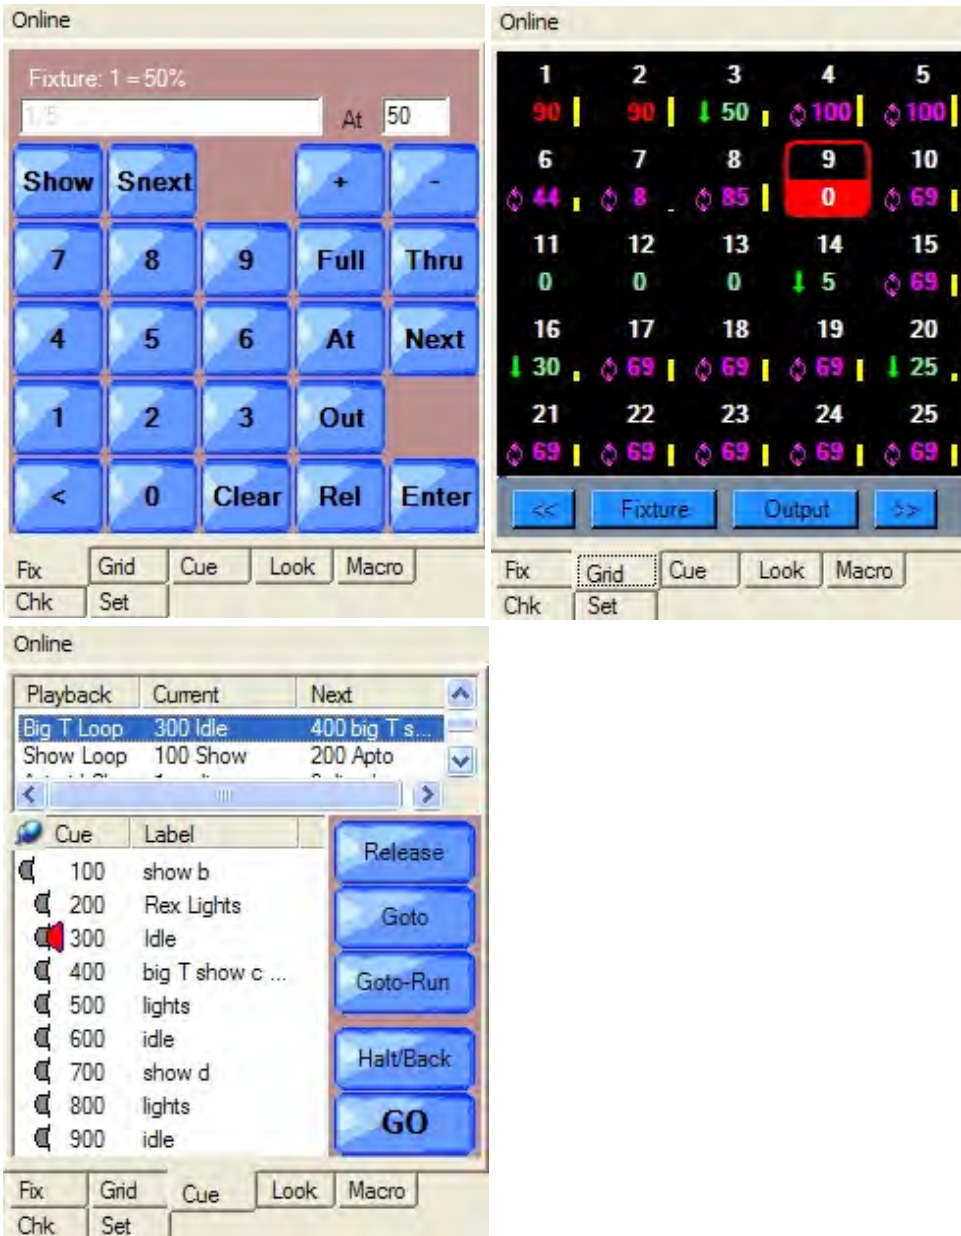 Online
Fixture: 1 = 50%
1/5 At 50
Show Snext + -
7 8 9 Full Thru
4 5 6 At Next
1 2 3 Out
< 0 Clear Rel Enter
Fix Grid Cue Look Macro
Chk Set
Online
1 2 3 4 5
90 90 50 100 100
6 7 8 9 10
44 8 85 0 69
11 12 13 14 15
0 0 0 5 69
16 17 18 19 20
30 69 69 69 25
21 22 23 24 25
69 69 69 69 69
<< Fixture Output >>
Fix Grid Cue Look Macro
Chk Set
Online
Playback Current Next
Big T Loop 300 Idle 400 big T s...
Show Loop 100 Show 200 Apto
Cue Label
100 show b
200 Rex Lights
300 Idle
400 big T show c ...
500 lights
600 idle
700 show d
800 lights
900 idle
Release
Goto
Goto-Run
Halt/Back
GO
Fix Grid Cue Look Macro
Chk Set